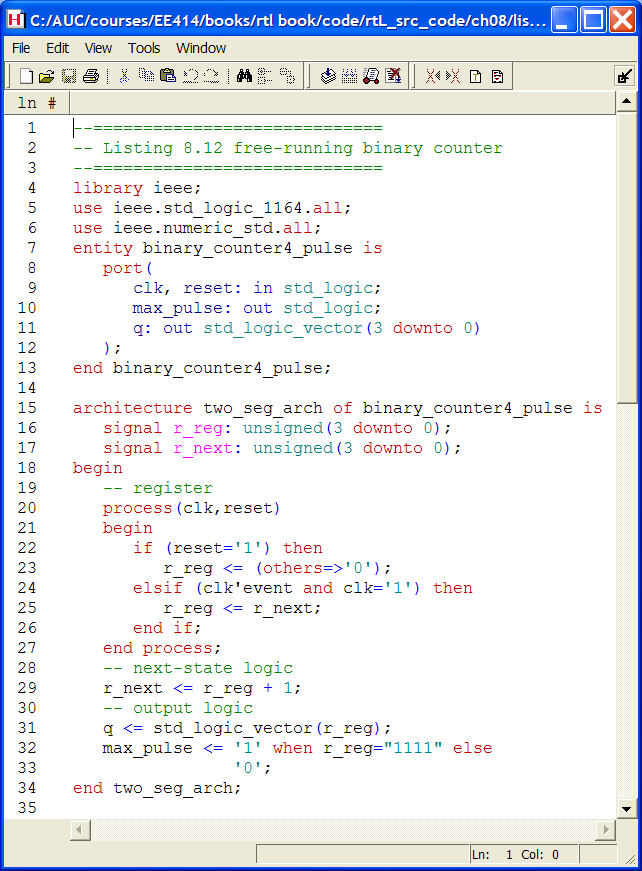 C:/AUC/courses/EE414/books/rtl book/code/rtL_src_code/ch08/lis...
File Edit View Tools Window
ln #
1 --=============================
2 -- Listing 8.12 free-running binary counter
3 --=============================
4 library ieee;
5 use ieee.std_logic_1164.all;
6 use ieee.numeric_std.all;
7 entity binary_counter4_pulse is
8    port(
9       clk, reset: in std_logic;
10       max_pulse: out std_logic;
11       q: out std_logic_vector(3 downto 0)
12    );
13 end binary_counter4_pulse;
14
15 architecture two_seg_arch of binary_counter4_pulse is
16    signal r_reg: unsigned(3 downto 0);
17    signal r_next: unsigned(3 downto 0);
18 begin
19    -- register
20    process(clk,reset)
21    begin
22       if (reset='1') then
23          r_reg <= (others=>'0');
24       elsif (clk'event and clk='1') then
25          r_reg <= r_next;
26       end if;
27    end process;
28    -- next-state logic
29    r_next <= r_reg + 1;
30    -- output logic
31    q <= std_logic_vector(r_reg);
32    max_pulse <= '1' when r_reg="1111" else
33                 '0';
34 end two_seg_arch;
35
Ln: 1 Col: 0